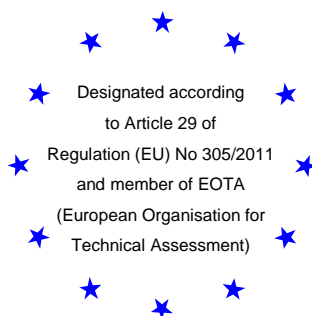 Designated according
to Article 29 of
Regulation (EU) No 305/2011
and member of EOTA
(European Organisation for
Technical Assessment)